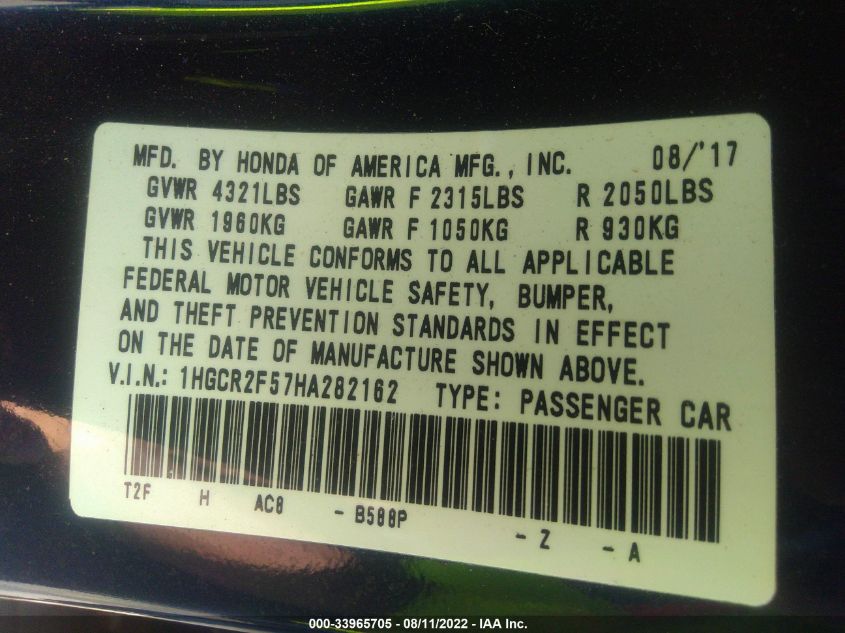 MFD. BY HONDA OF AMERICA MFG., INC. 08/'17
GVWR 4321LBS GAWR F 2315LBS R 2050LBS
GVWR 1960KG GAWR F 1050KG R 930KG
THIS VEHICLE CONFORMS TO ALL APPLICABLE
FEDERAL MOTOR VEHICLE SAFETY, BUMPER,
AND THEFT PREVENTION STANDARDS IN EFFECT
ON THE DATE OF MANUFACTURE SHOWN ABOVE.
V.I.N.: 1HGCR2F57HA282162 TYPE: PASSENGER CAR
T2F H AC8 - B588P - Z - A
000-33965705 - 08/11/2022 - IAA Inc.